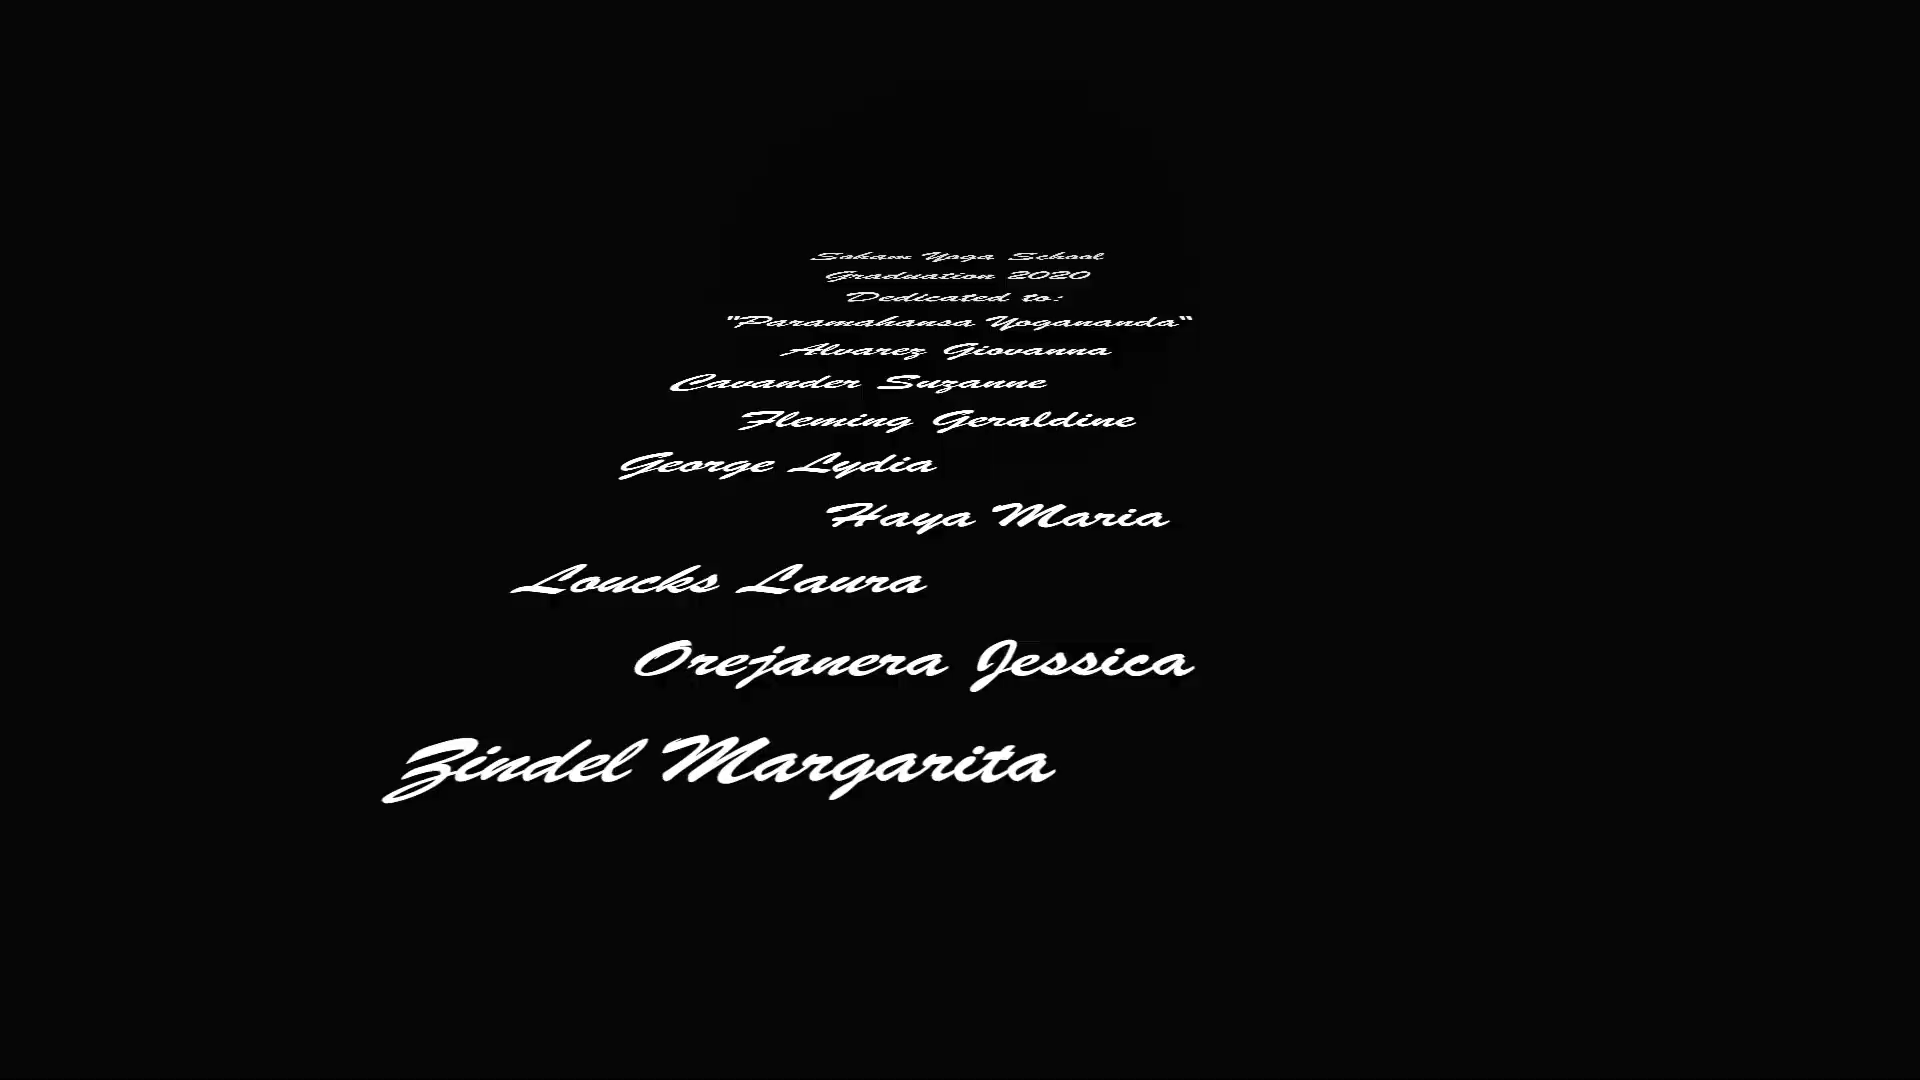 Soham Yoga School
Graduation 2020
Dedicated to:
"Paramahansa Yogananda"
Alvarez Giovanna
Cavander Suzanne
Fleming Geraldine
George Lydia
Haya Maria
Loucks Laura
Orejanera Jessica
Zindel Margarita